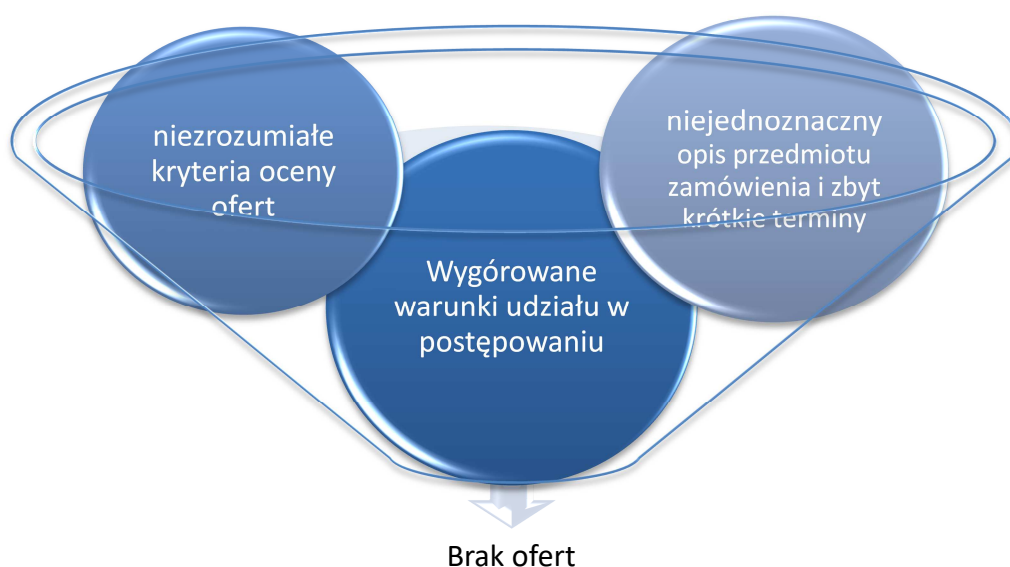 niezrozumiałe
kryteria oceny
ofert
niejednoznaczny
opis przedmiotu
zamówienia i zbyt
krótkie terminy
Wygórowane
warunki udziału w
postępowaniu
Brak ofert